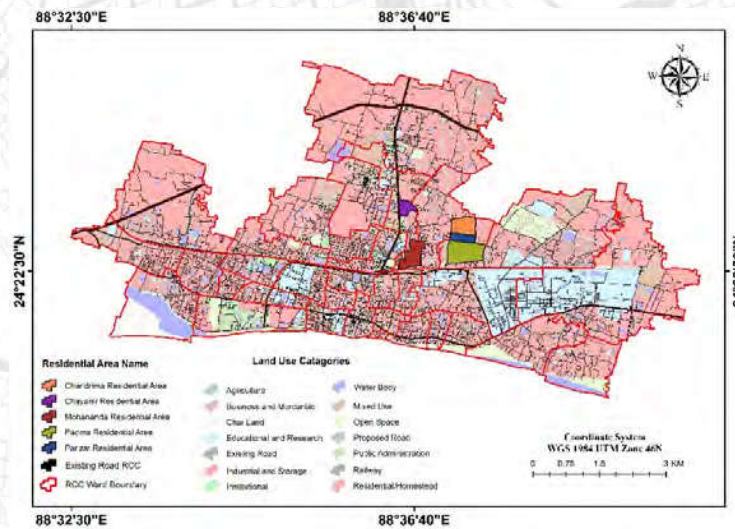 88°32'30"E 88°36'40"E
N
W E
S
24°22'30"N
Residential Area Name
Chandrima Residential Area
Chayanir Residential Area
Mohananda Residential Area
Padma Residential Area
Parzat Residential Area
Existing Road RCC
RCC Ward Boundary
Land Use Catagories
Agriculture
Business and Mercantile
Char Land
Educational and Research
Existing Road
Industrial and Storage
Institutional
Water Body
Mixed Use
Open Space
Proposed Road
Public Administration
Railway
Residential/Homestead
Coordinate System
WGS 1984 UTM Zone 46N
0 0.75 1.5 3 KM
88°32'30"E 88°36'40"E